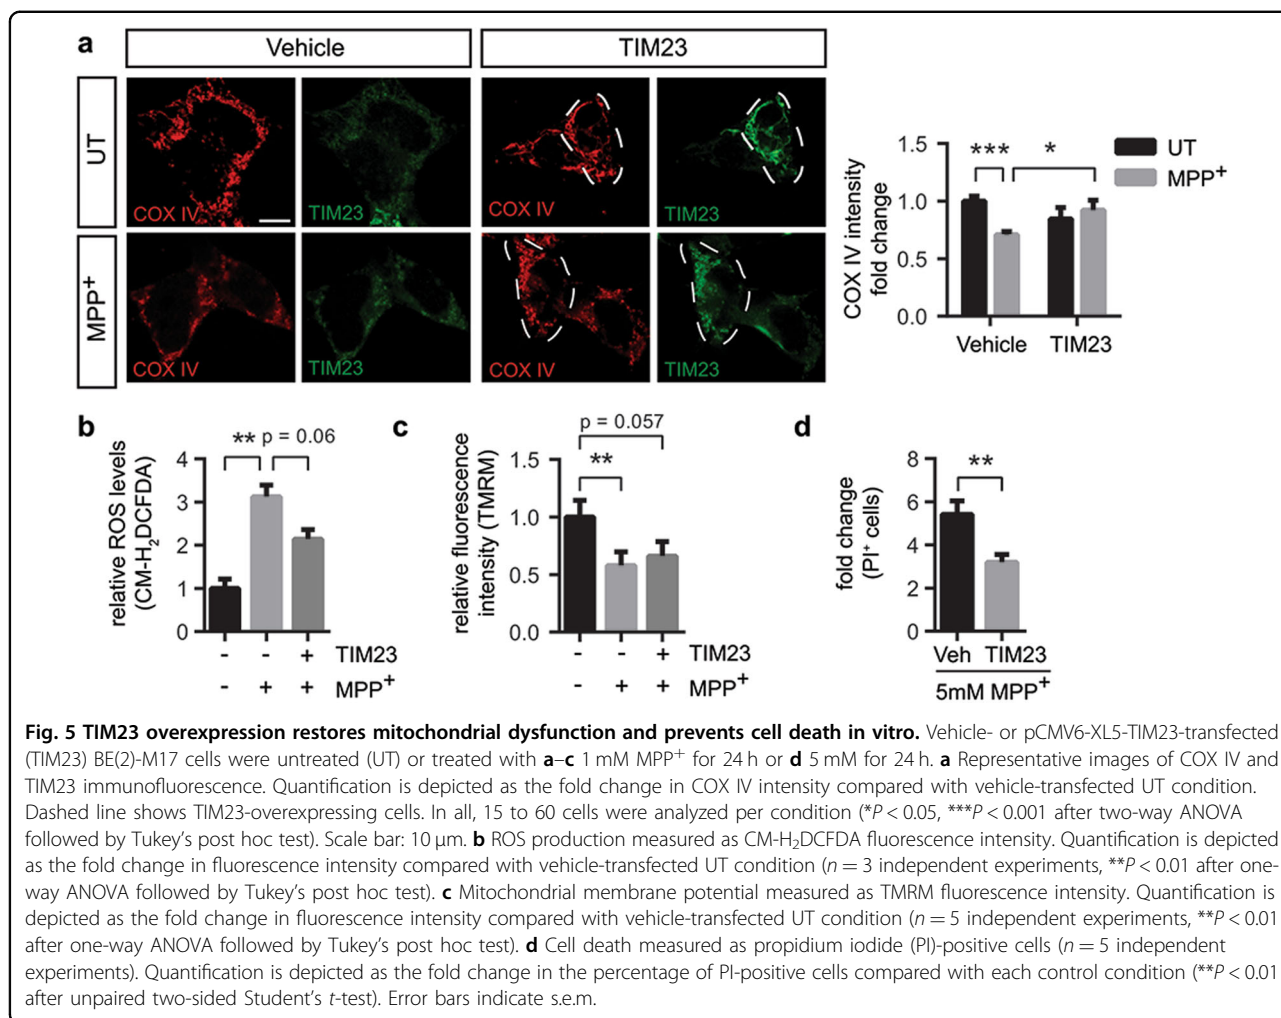 a
Vehicle
TIM23
UT
COX IV
TIM23
COX IV
TIM23
MPP⁺
COX IV
TIM23
COX IV
TIM23
COX IV intensity
fold change
1.5
1.0
0.5
0.0
***
*
UT
MPP⁺
Vehicle
TIM23
b
relative ROS levels
(CM-H₂DCFDA)
4
3
2
1
0
**
p = 0.06
- - + TIM23
- + + MPP⁺
c
relative fluorescence
intensity (TMRM)
1.5
1.0
0.5
0.0
p = 0.057
**
- - + TIM23
- + + MPP⁺
d
fold change
(PI⁺ cells)
8
6
4
2
0
**
Veh TIM23
5mM MPP⁺
Fig. 5 TIM23 overexpression restores mitochondrial dysfunction and prevents cell death in vitro. Vehicle- or pCMV6-XL5-TIM23-transfected
(TIM23) BE(2)-M17 cells were untreated (UT) or treated with a–c 1 mM MPP⁺ for 24 h or d 5 mM for 24 h. a Representative images of COX IV and
TIM23 immunofluorescence. Quantification is depicted as the fold change in COX IV intensity compared with vehicle-transfected UT condition.
Dashed line shows TIM23-overexpressing cells. In all, 15 to 60 cells were analyzed per condition (*P < 0.05, ***P < 0.001 after two-way ANOVA
followed by Tukey's post hoc test). Scale bar: 10 μm. b ROS production measured as CM-H₂DCFDA fluorescence intensity. Quantification is depicted
as the fold change in fluorescence intensity compared with vehicle-transfected UT condition (n = 3 independent experiments, **P < 0.01 after one-
way ANOVA followed by Tukey's post hoc test). c Mitochondrial membrane potential measured as TMRM fluorescence intensity. Quantification is
depicted as the fold change in fluorescence intensity compared with vehicle-transfected UT condition (n = 5 independent experiments, **P < 0.01
after one-way ANOVA followed by Tukey's post hoc test). d Cell death measured as propidium iodide (PI)-positive cells (n = 5 independent
experiments). Quantification is depicted as the fold change in the percentage of PI-positive cells compared with each control condition (**P < 0.01
after unpaired two-sided Student's t-test). Error bars indicate s.e.m.